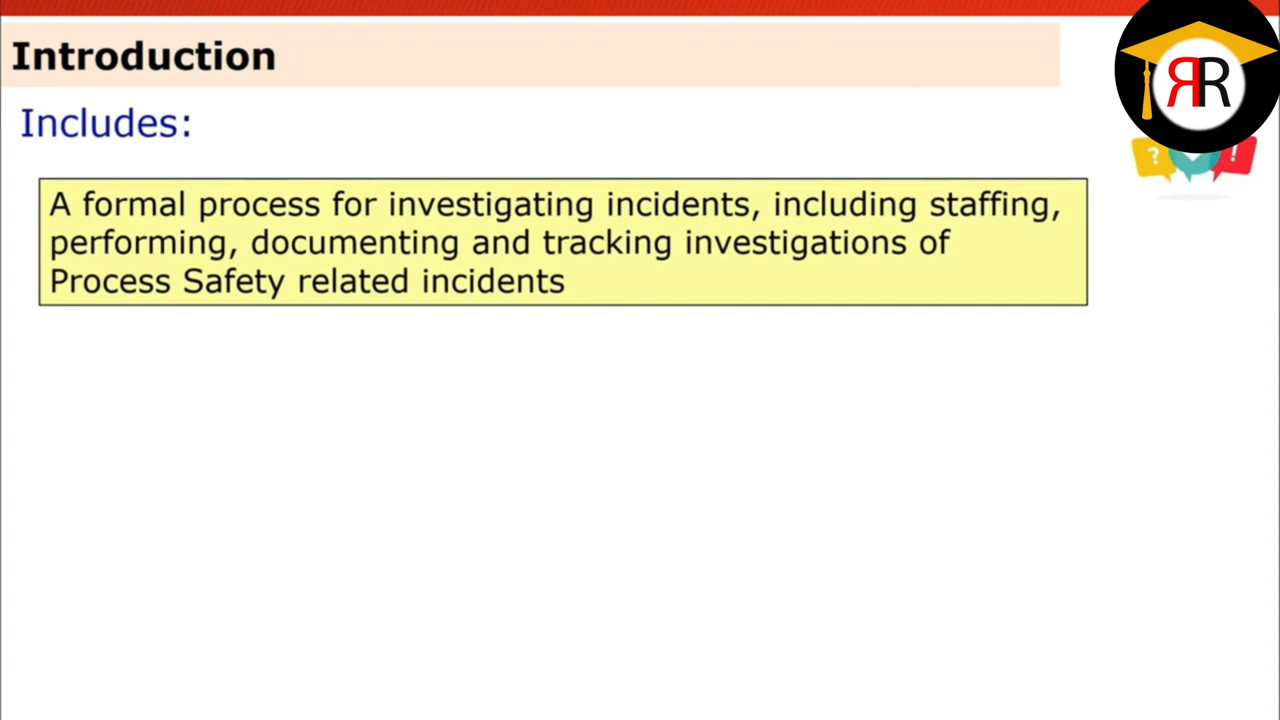 Introduction
Includes:
A formal process for investigating incidents, including staffing,
performing, documenting and tracking investigations of
Process Safety related incidents
ЯR
? !